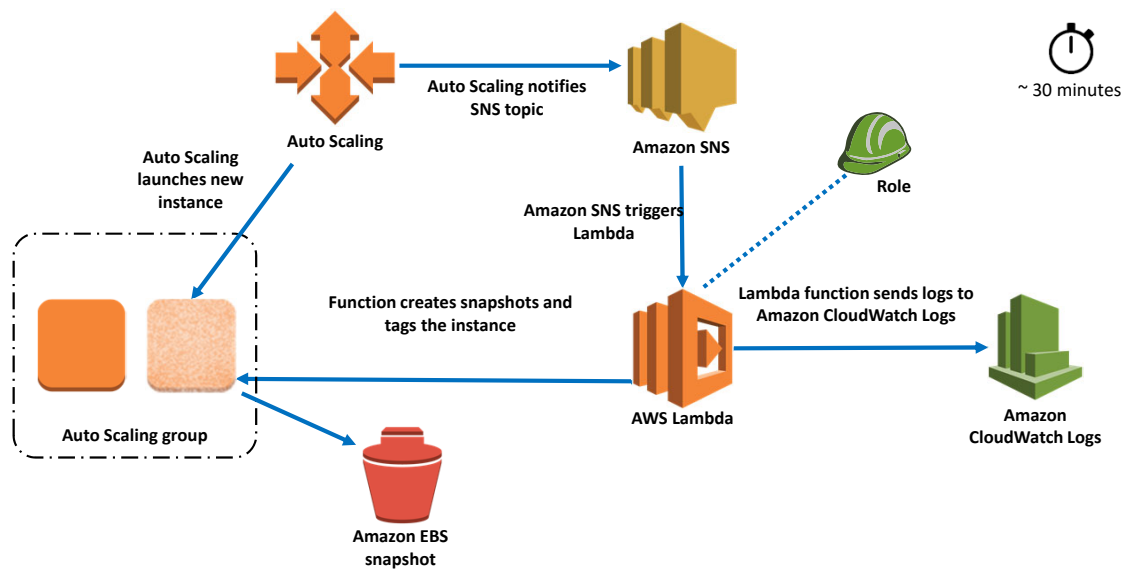 ~ 30 minutes
Auto Scaling notifies
SNS topic
Auto Scaling
Amazon SNS
Role
Auto Scaling
launches new
instance
Amazon SNS triggers
Lambda
Function creates snapshots and
tags the instance
Lambda function sends logs to
Amazon CloudWatch Logs
AWS Lambda
Amazon
CloudWatch Logs
Auto Scaling group
Amazon EBS
snapshot